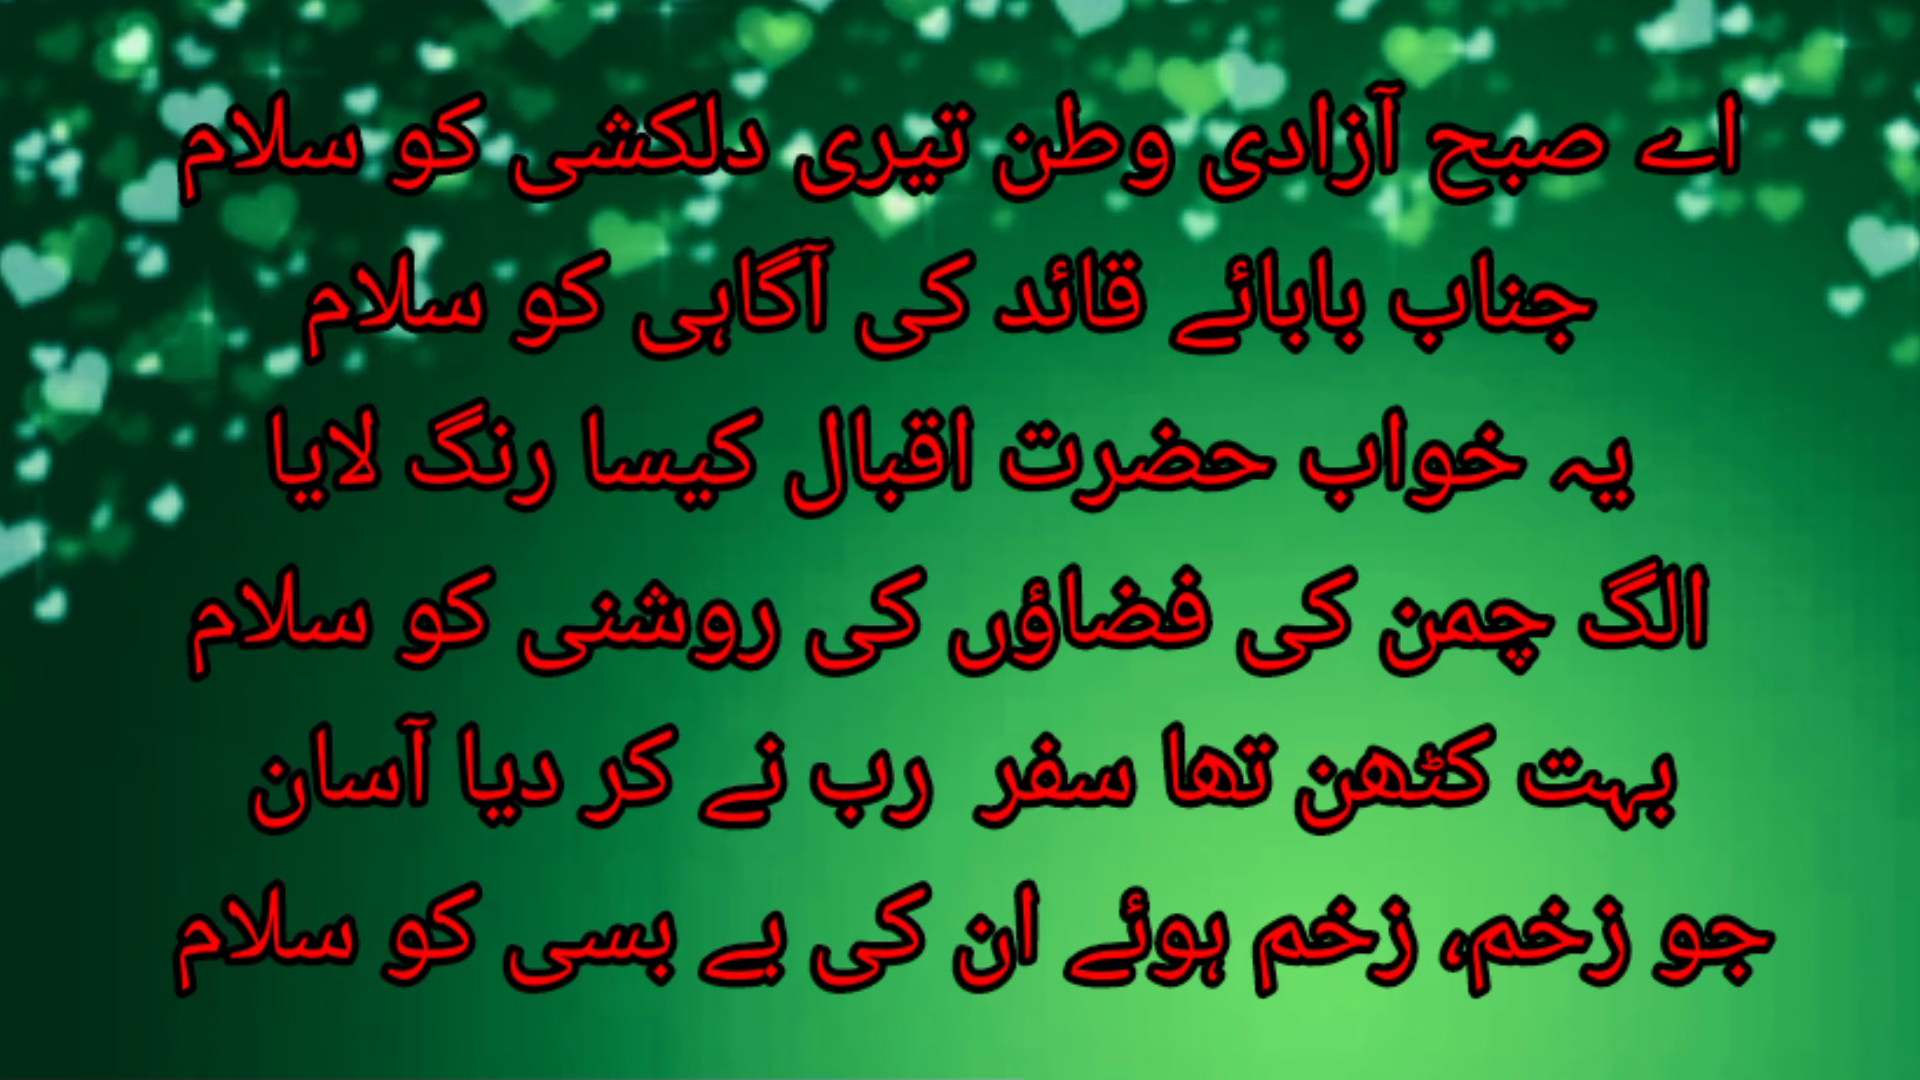 اے صبح آزادی وطن تیری دلکشی کو سلام
جناب بابائے قائد کی آگاہی کو سلام
یہ خواب حضرت اقبال کیسا رنگ لایا
الگ چمن کی فضاؤں کی روشنی کو سلام
بہت کٹھن تھا سفر رب نے کر دیا آسان
جو زخم، زخم ہوئے ان کی بے بسی کو سلام